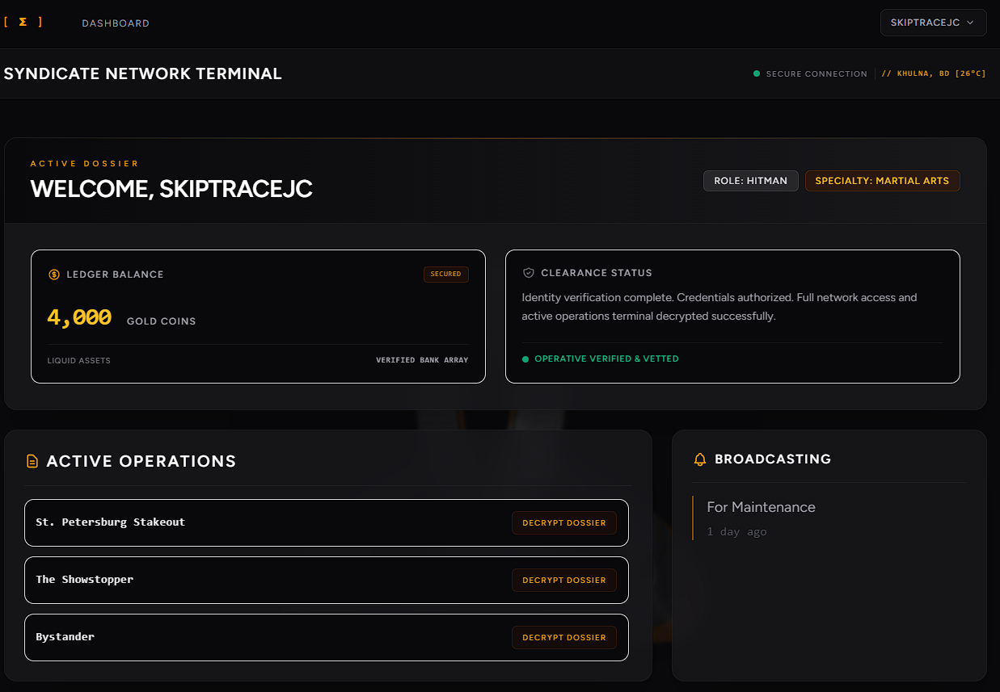 [ Σ ] DASHBOARD SKIPTRACEJC
SYNDICATE NETWORK TERMINAL
SECURE CONNECTION // KHULNA, BD [26°C]
ACTIVE DOSSIER
WELCOME, SKIPTRACEJC
ROLE: HITMAN SPECIALTY: MARTIAL ARTS
LEDGER BALANCE SECURED
4,000 GOLD COINS
LIQUID ASSETS VERIFIED BANK ARRAY
CLEARANCE STATUS
Identity verification complete. Credentials authorized. Full network access and
active operations terminal decrypted successfully.
OPERATIVE VERIFIED & VETTED
ACTIVE OPERATIONS
St. Petersburg Stakeout DECRYPT DOSSIER
The Showstopper DECRYPT DOSSIER
Bystander DECRYPT DOSSIER
BROADCASTING
For Maintenance
1 day ago